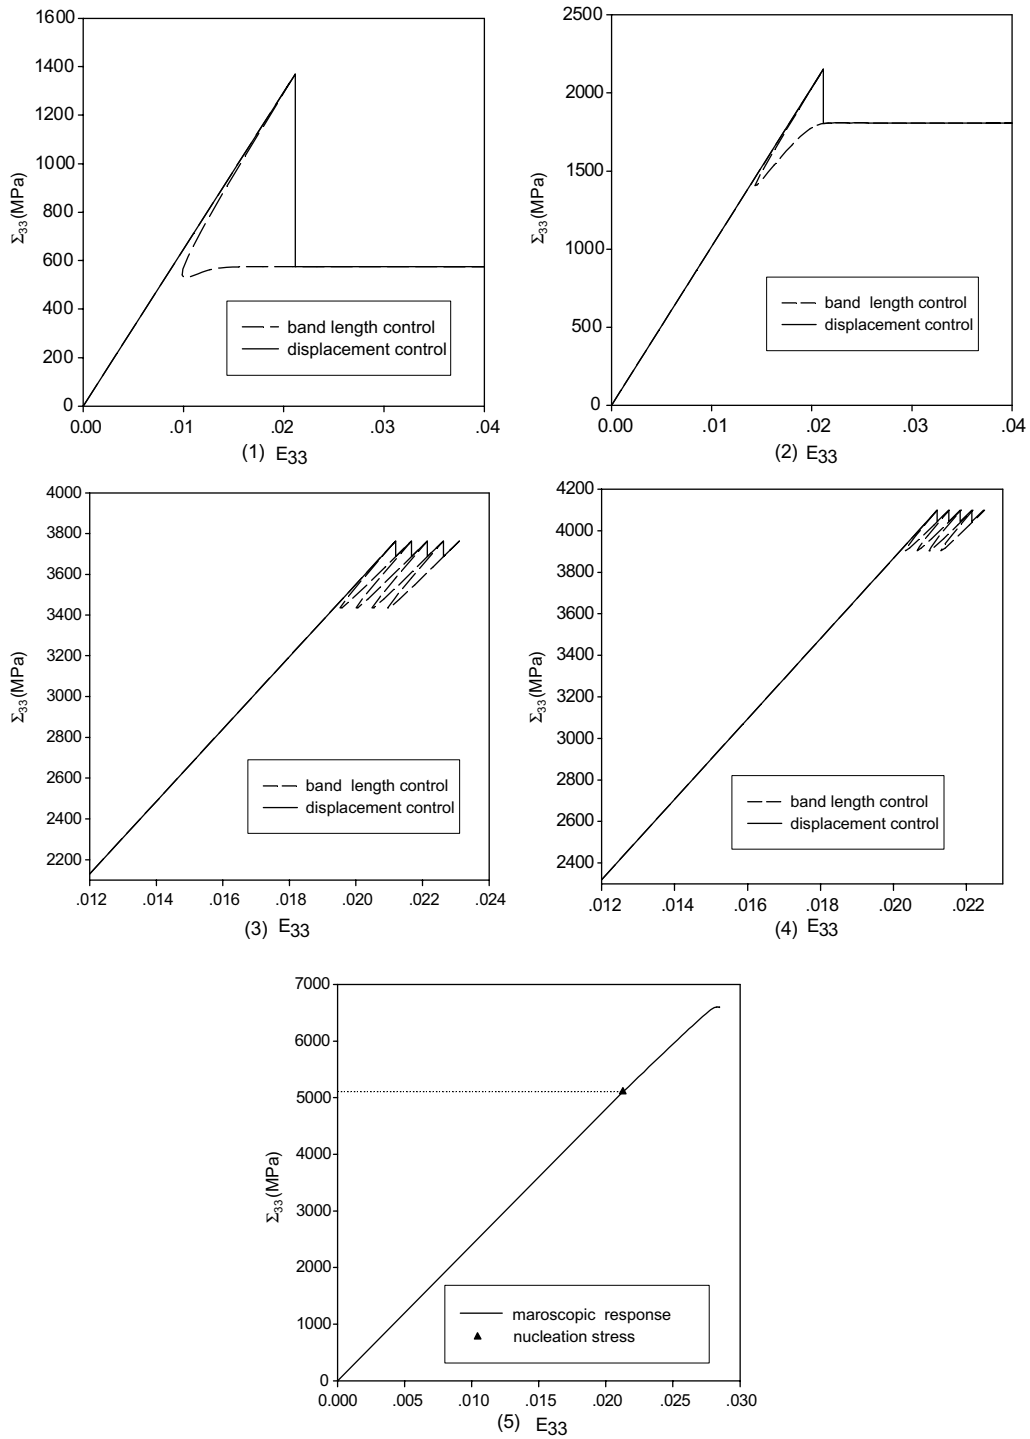 1600
1400
1200
1000
800
600
400
200
0
Σ33(MPa)
band length control
displacement control
0.00 .01 .02 .03 .04
(1) E33
2500
2000
1500
1000
500
0
Σ33(MPa)
band length control
displacement control
0.00 .01 .02 .03 .04
(2) E33
4000
3800
3600
3400
3200
3000
2800
2600
2400
2200
Σ33(MPa)
band length control
displacement control
.012 .014 .016 .018 .020 .022 .024
(3) E33
4200
4000
3800
3600
3400
3200
3000
2800
2600
2400
Σ33(MPa)
band length control
displacement control
.012 .014 .016 .018 .020 .022
(4) E33
7000
6000
5000
4000
3000
2000
1000
0
Σ33(MPa)
maroscopic response
nucleation stress
0.000 .005 .010 .015 .020 .025 .030
(5) E33